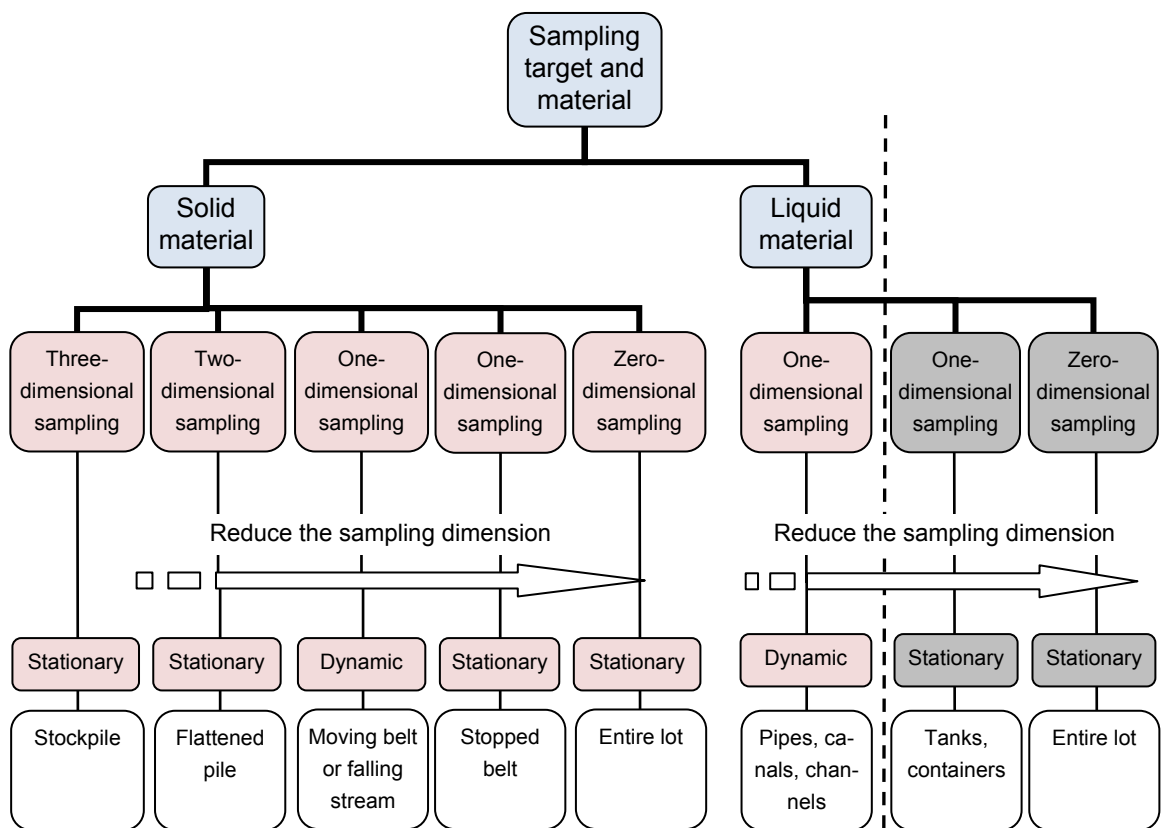 Sampling
target and
material
Solid
material
Liquid
material
Three-
dimensional
sampling
Two-
dimensional
sampling
One-
dimensional
sampling
One-
dimensional
sampling
Zero-
dimensional
sampling
One-
dimensional
sampling
One-
dimensional
sampling
Zero-
dimensional
sampling
Reduce the sampling dimension
Reduce the sampling dimension
Stationary
Stationary
Dynamic
Stationary
Stationary
Dynamic
Stationary
Stationary
Stockpile
Flattened
pile
Moving belt
or falling
stream
Stopped
belt
Entire lot
Pipes, ca-
nals, chan-
nels
Tanks,
containers
Entire lot